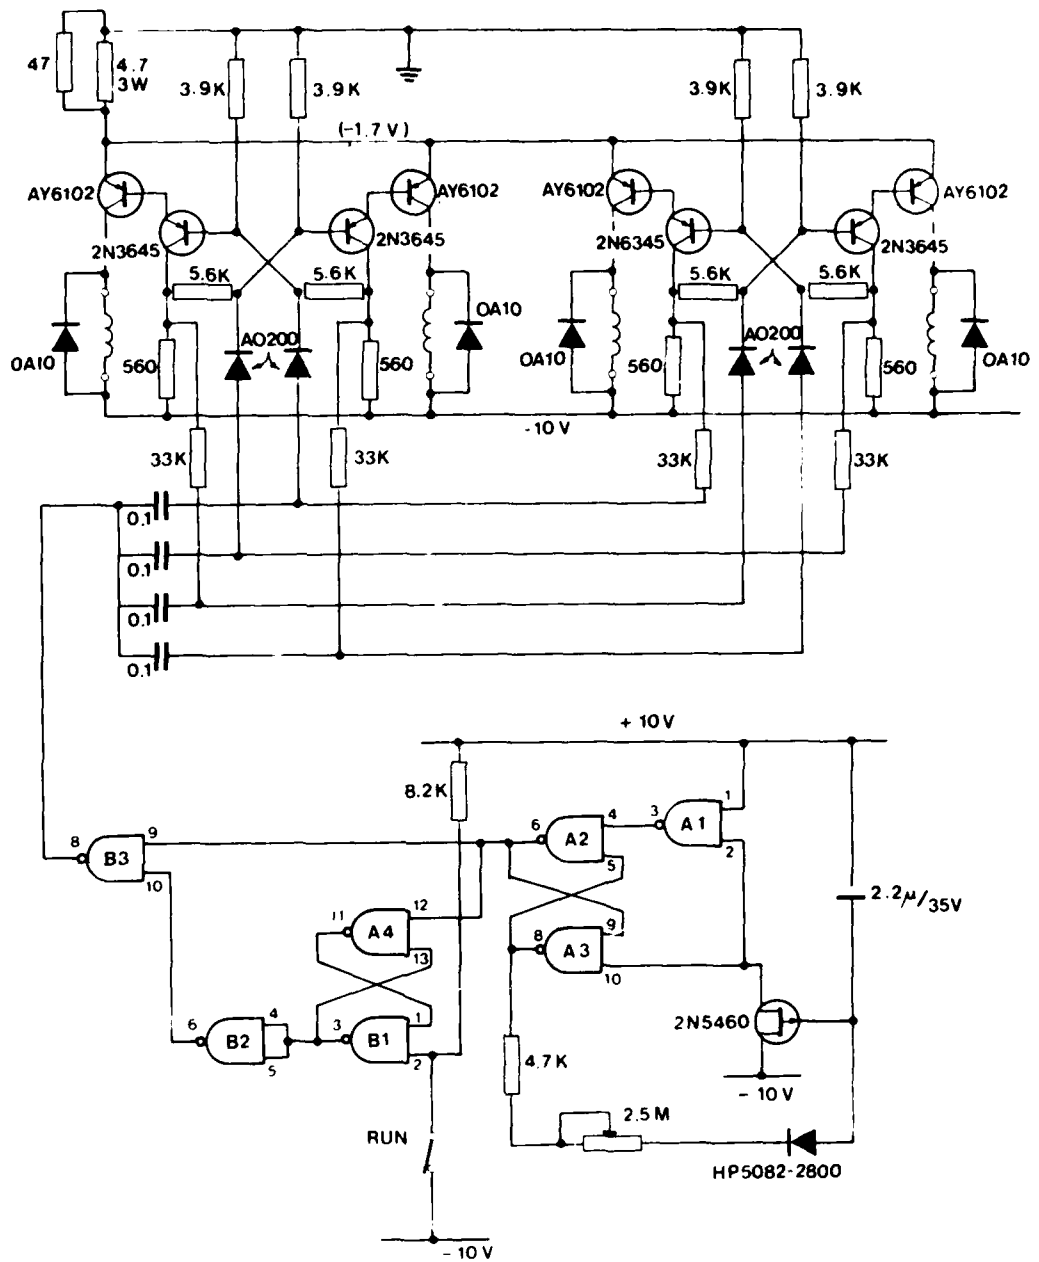 47
4.7
3W
3.9K
3.9K
3.9K
3.9K
(-1.7 V)
AY6102
AY6102
AY6102
AY6102
2N3645
2N3645
2N6345
2N3645
5.6K
5.6K
5.6K
5.6K
OA10
OA10
OA10
OA10
AO200
AO200
560
560
560
560
-10 V
33K
33K
33K
33K
0.1
0.1
0.1
0.1
+ 10 V
8.2K
8
B3
9
10
6
A2
4
5
3
A1
1
2
2.2μ/35V
11
A4
12
13
8
A3
9
10
6
B2
4
5
3
B1
1
2
2N5460
- 10 V
4.7K
2.5 M
RUN
HP5082-2800
- 10 V